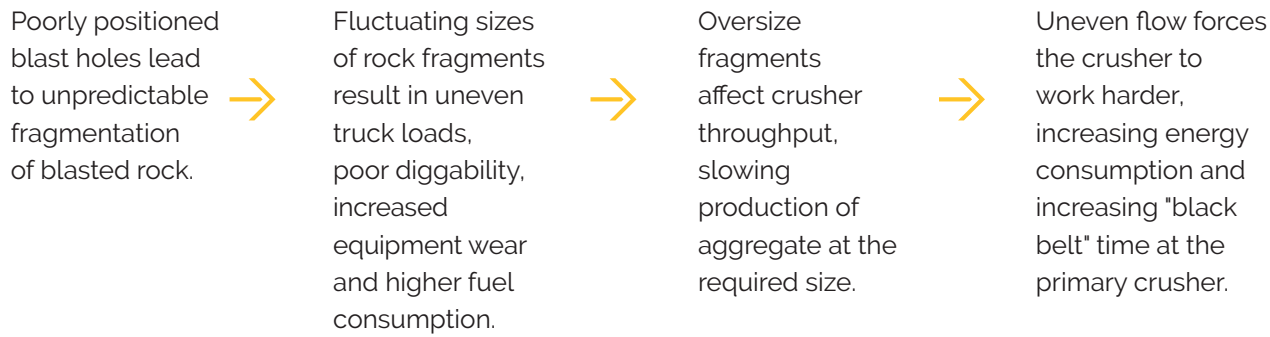 Poorly positioned
blast holes lead
to unpredictable
fragmentation
of blasted rock.
Fluctuating sizes
of rock fragments
result in uneven
truck loads,
poor diggability,
increased
equipment wear
and higher fuel
consumption.
Oversize
fragments
affect crusher
throughput,
slowing
production of
aggregate at the
required size.
Uneven flow forces
the crusher to
work harder,
increasing energy
consumption and
increasing "black
belt" time at the
primary crusher.